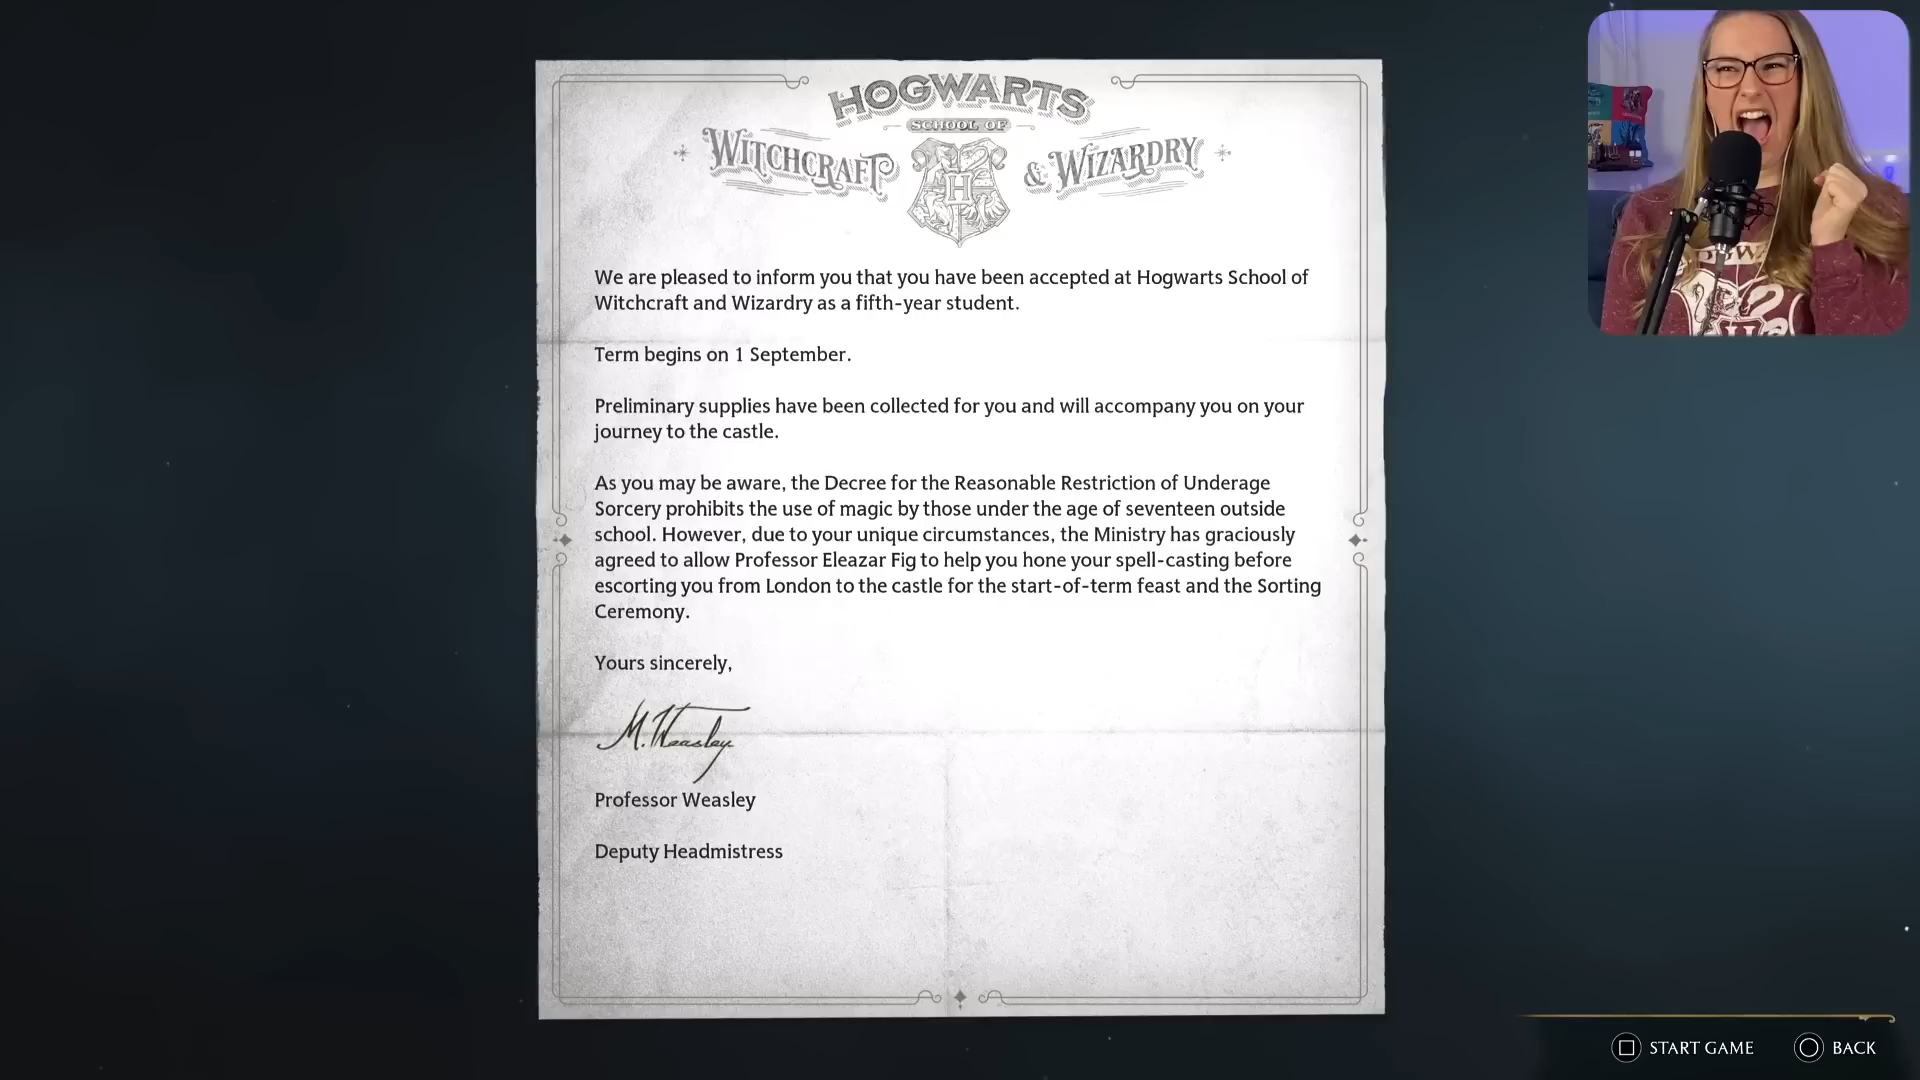 HOGWARTS
SCHOOL OF
WITCHCRAFT & WIZARDRY
H
We are pleased to inform you that you have been accepted at Hogwarts School of
Witchcraft and Wizardry as a fifth-year student.
Term begins on 1 September.
Preliminary supplies have been collected for you and will accompany you on your
journey to the castle.
As you may be aware, the Decree for the Reasonable Restriction of Underage
Sorcery prohibits the use of magic by those under the age of seventeen outside
school. However, due to your unique circumstances, the Ministry has graciously
agreed to allow Professor Eleazar Fig to help you hone your spell-casting before
escorting you from London to the castle for the start-of-term feast and the Sorting
Ceremony.
Yours sincerely,
M. Weasley
Professor Weasley
Deputy Headmistress
START GAME
BACK